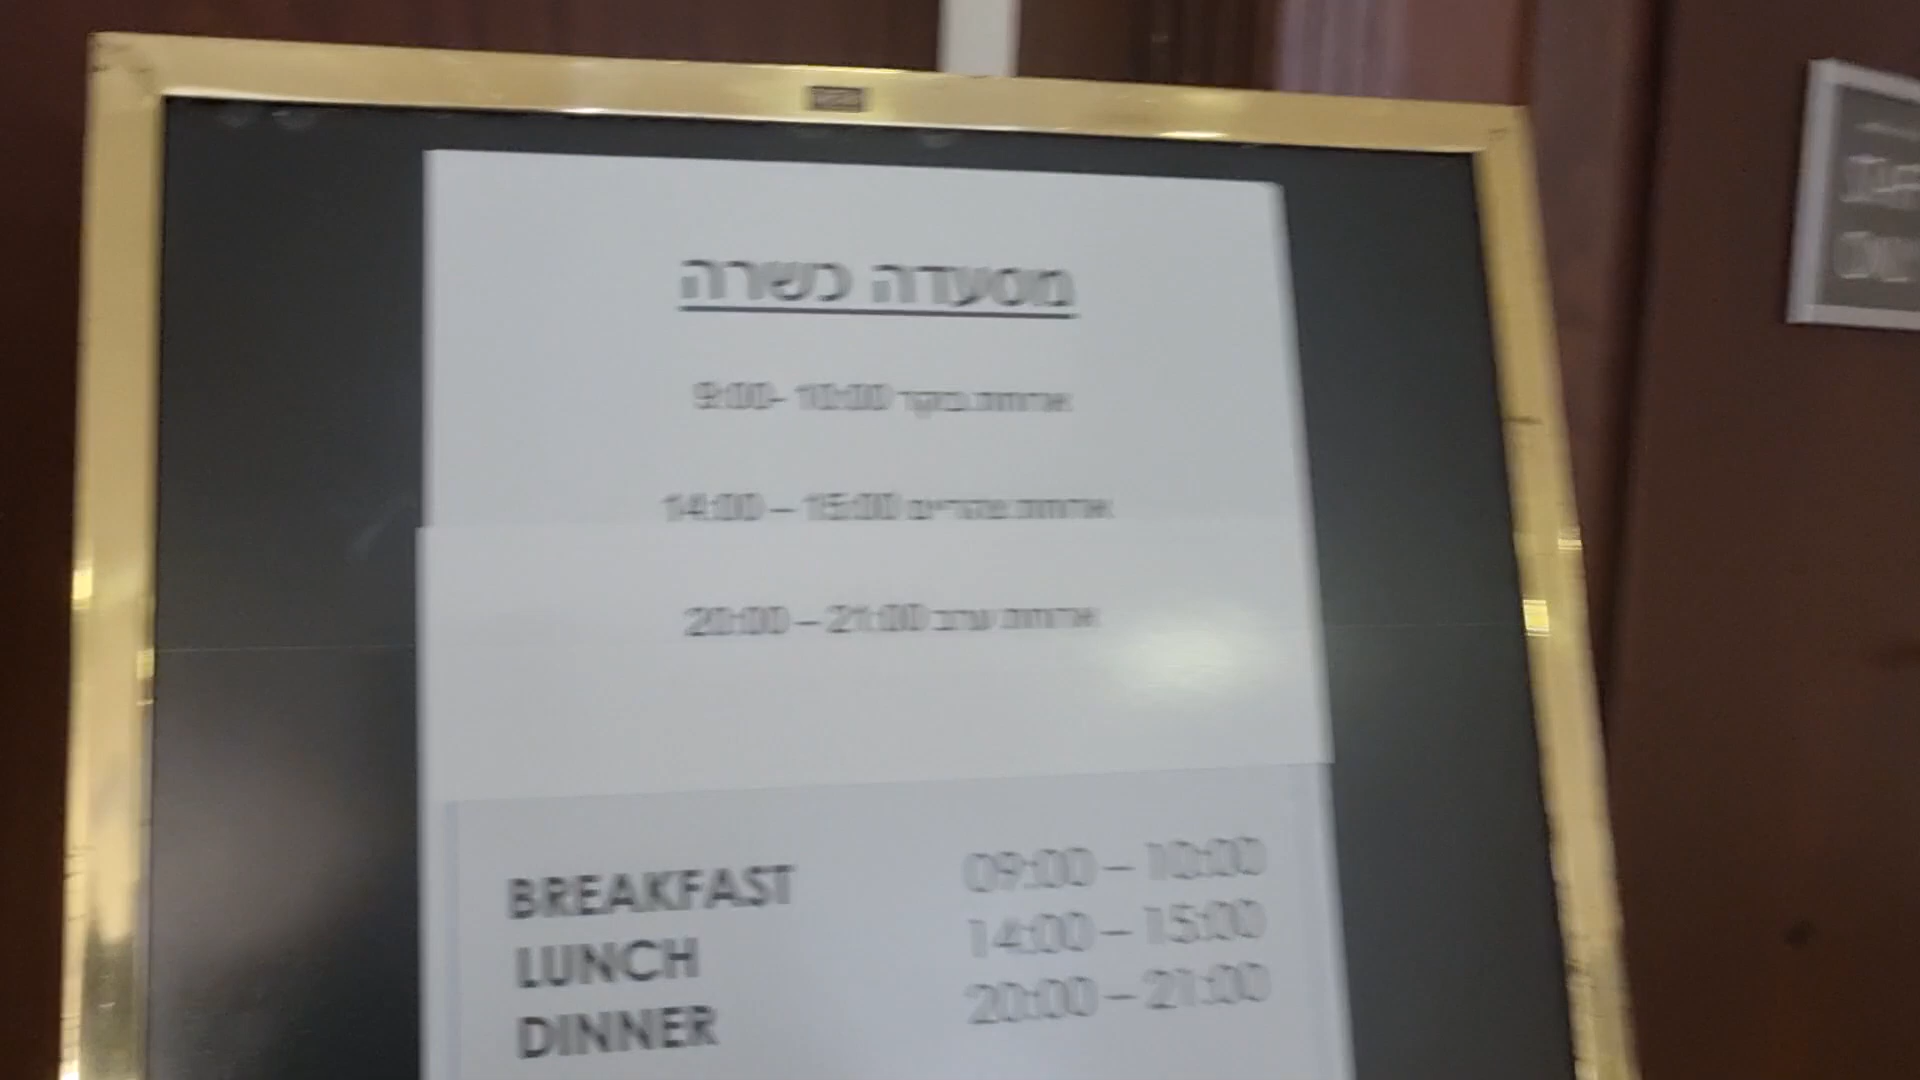 מסעדה כשרה
ארוחת בוקר 10:00 -9:00
ארוחת צהריים 15:00 – 14:00
ארוחת ערב 21:00 – 20:00
BREAKFAST 09:00 – 10:00
LUNCH 14:00 – 15:00
DINNER 20:00 – 21:00